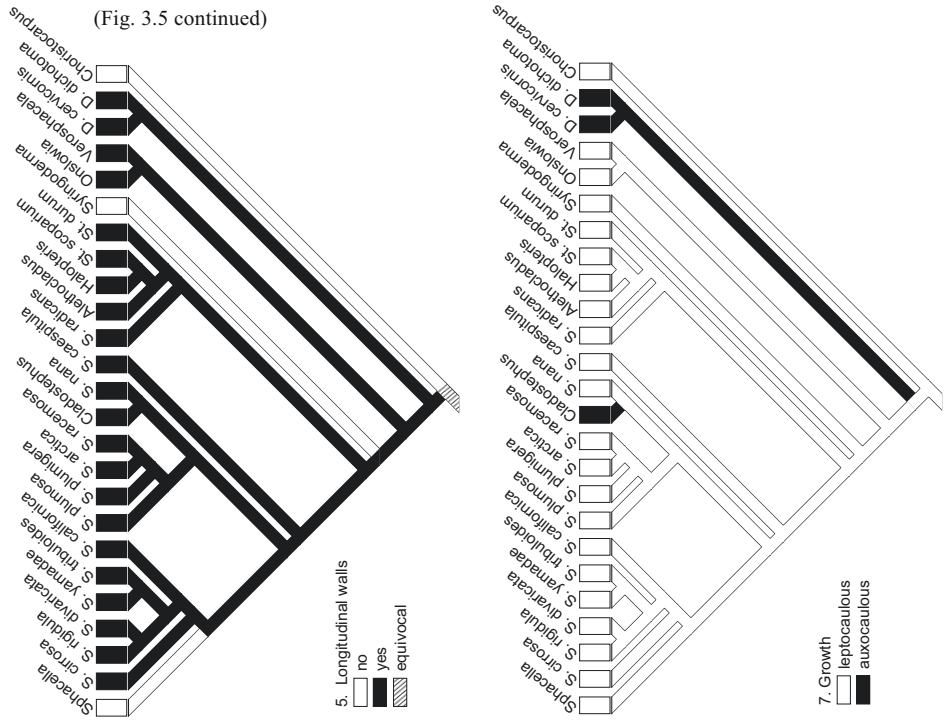 (Fig. 3.5 continued)
Choristocarpus
D. dichotoma
D. cervicornis
Verosphacela
Onslowia
Syringoderma
St. durum
St. scoparium
Halopteris
Alethocladus
S. radicans
S. caespitula
S. nana
Cladostephus
S. racemosa
S. arctica
S. plumigera
S. plumosa
S. californica
S. tribuloides
S. yamadae
S. divaricata
S. rigidula
S. cirrosa
Sphacella
5. Longitudinal walls
no
yes
equivocal
Choristocarpus
D. dichotoma
D. cervicornis
Verosphacela
Onslowia
Syringoderma
St. durum
St. scoparium
Halopteris
Alethocladus
S. radicans
S. caespitula
S. nana
Cladostephus
S. racemosa
S. arctica
S. plumigera
S. plumosa
S. californica
S. tribuloides
S. yamadae
S. divaricata
S. rigidula
S. cirrosa
Sphacella
7. Growth
leptocaulous
auxocaulous